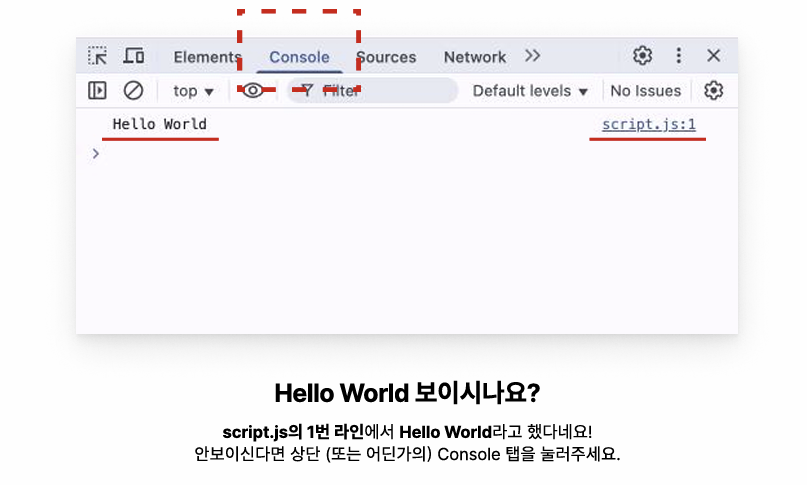 Elements Console Sources Network
top Filter Default levels No Issues
Hello World script.js:1
Hello World 보이시나요?
script.js의 1번 라인에서 Hello World라고 했다네요!
안보이신다면 상단 (또는 어딘가의) Console 탭을 눌러주세요.